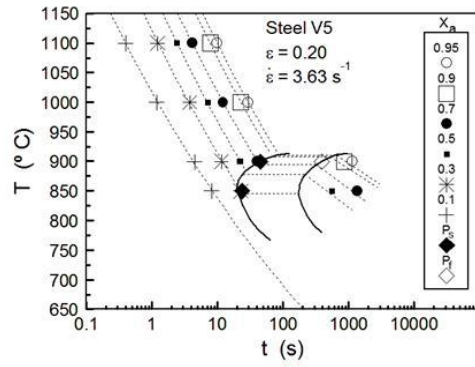 Steel V5
ε = 0.20
ε̇ = 3.63 s⁻¹
Xₐ
0.95
0.9
0.7
0.5
0.3
0.1
Pₛ
P_f
1150
1100
1050
1000
950
900
850
800
750
700
650
T (º C)
0.1 1 10 100 1000 10000
t (s)